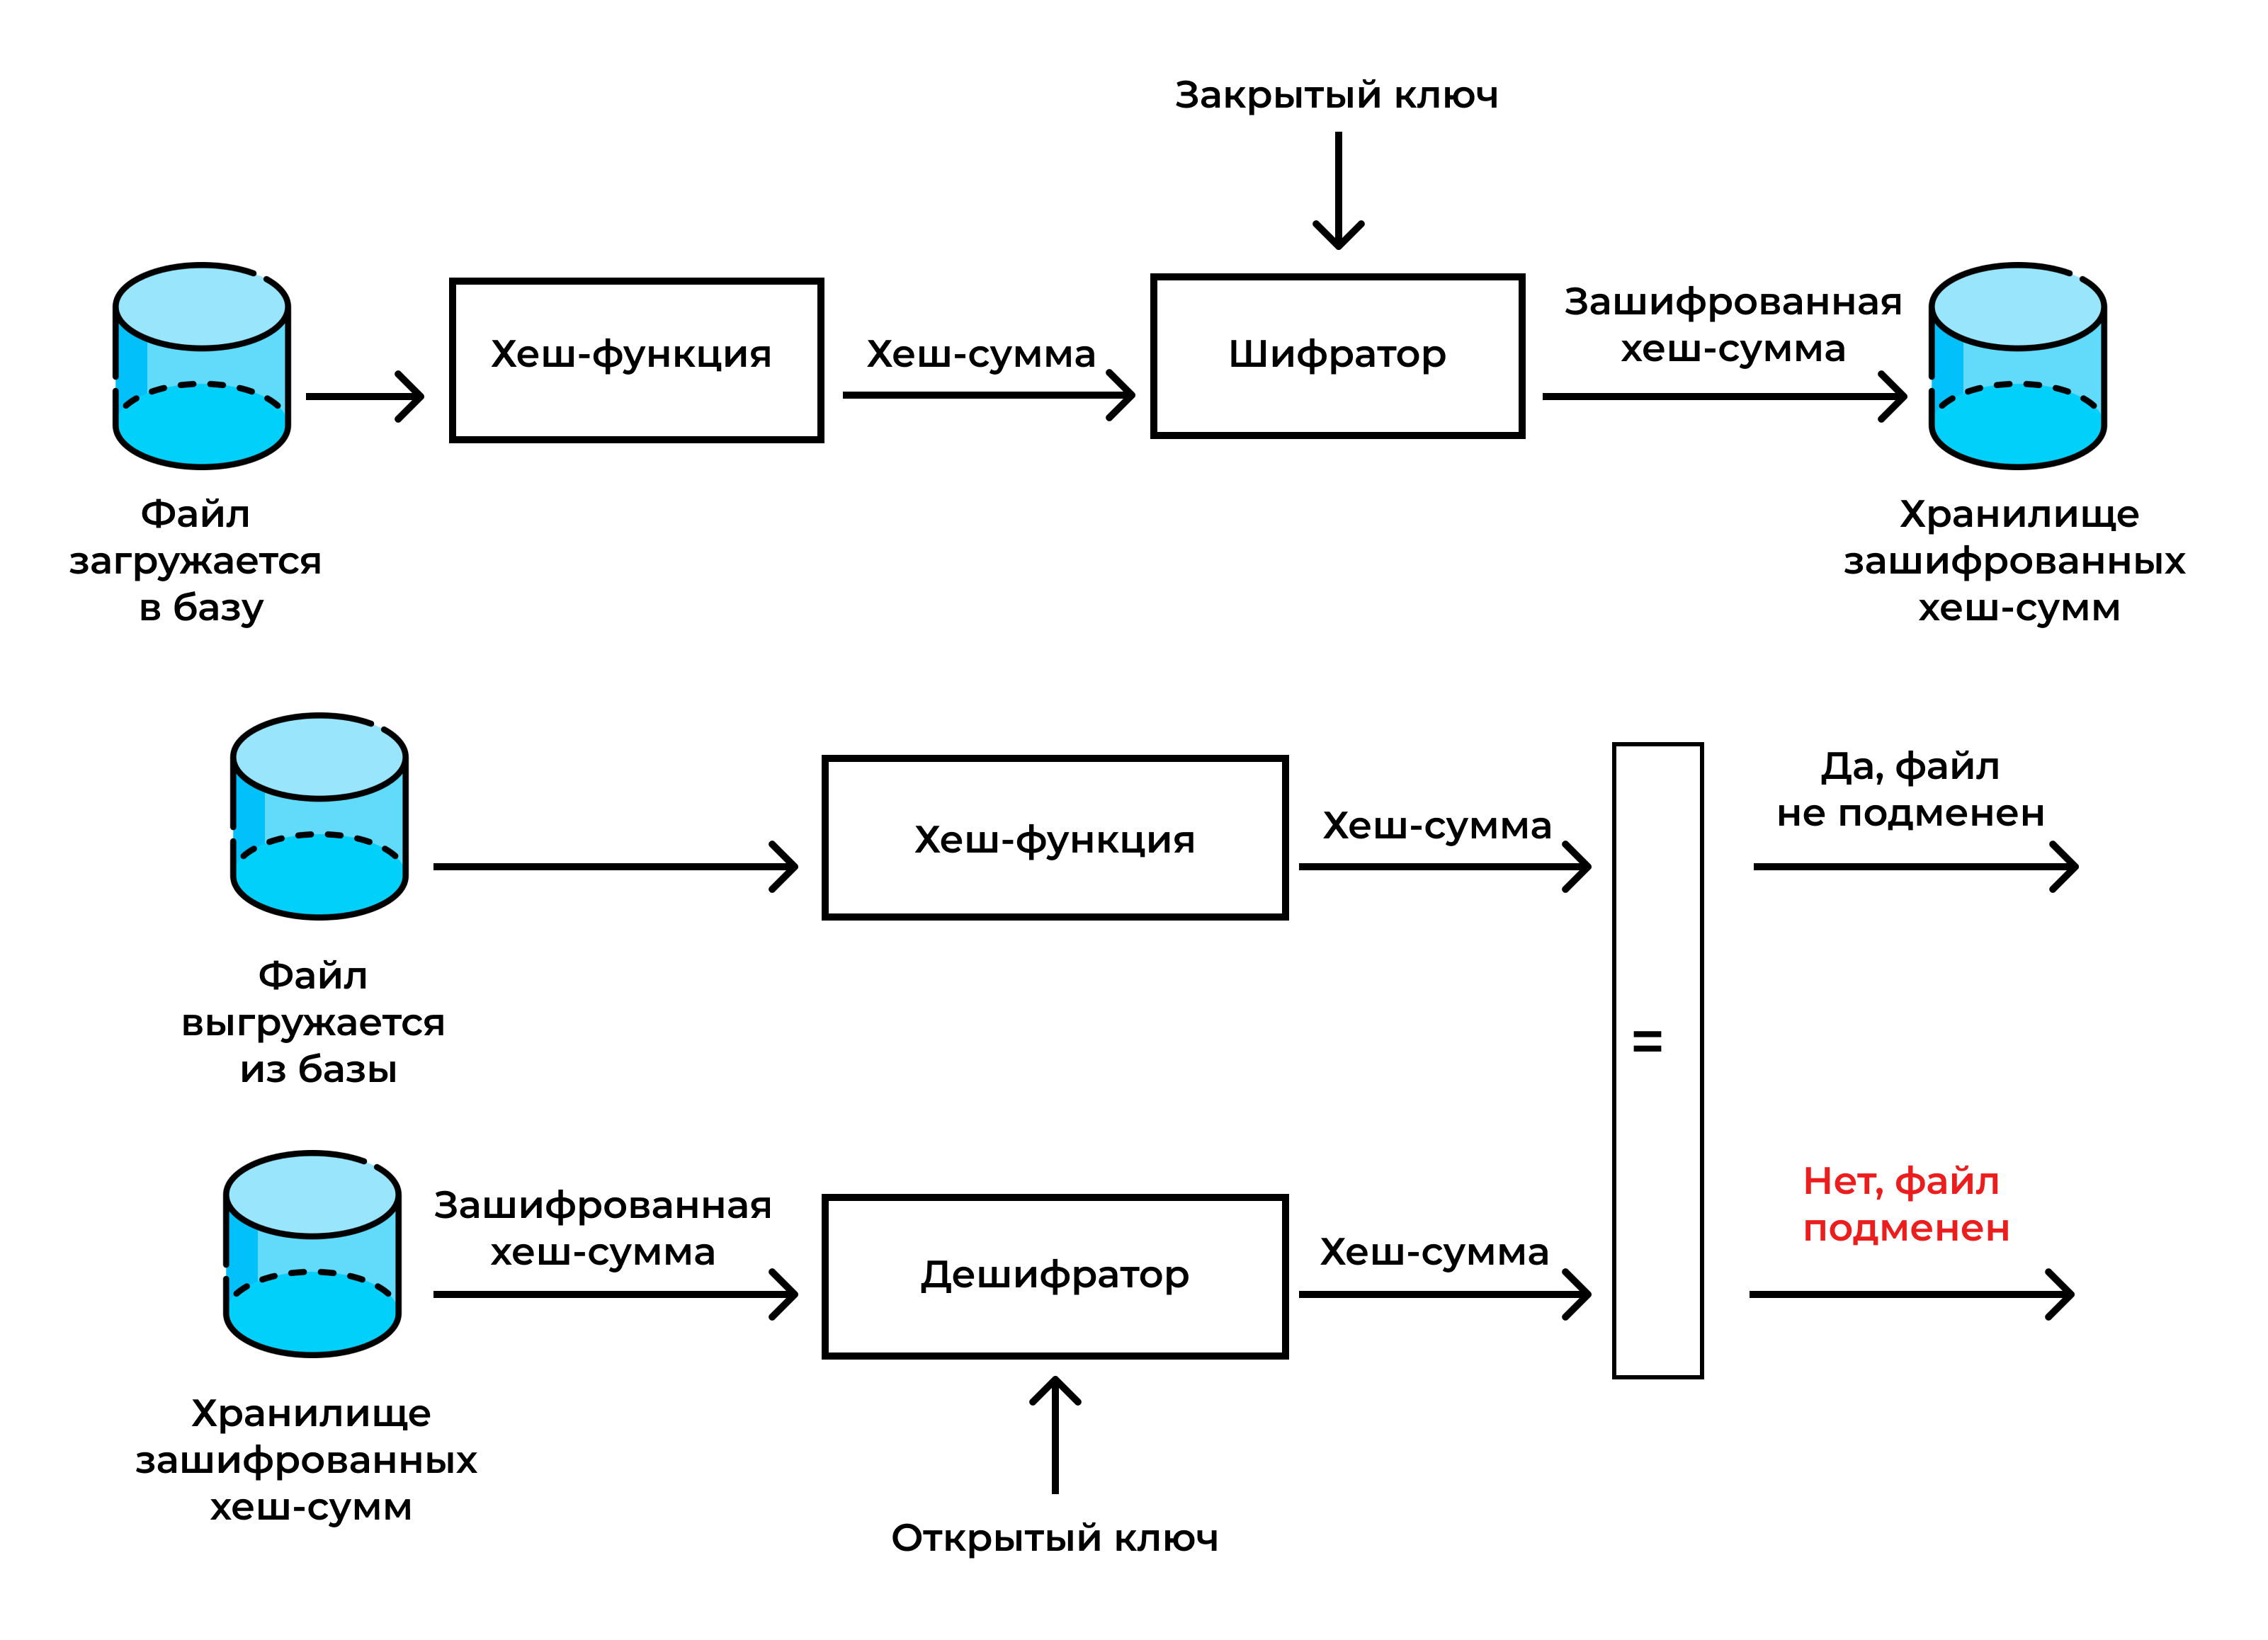 Закрытый ключ
Хеш-функция
Хеш-сумма
Шифратор
Зашифрованная
хеш-сумма
Файл
загружается
в базу
Хранилище
зашифрованных
хеш-сумм
Хеш-функция
Хеш-сумма
Да, файл
не подменен
Файл
выгружается
из базы
=
Зашифрованная
хеш-сумма
Дешифратор
Хеш-сумма
Нет, файл
подменен
Хранилище
зашифрованных
хеш-сумм
Открытый ключ